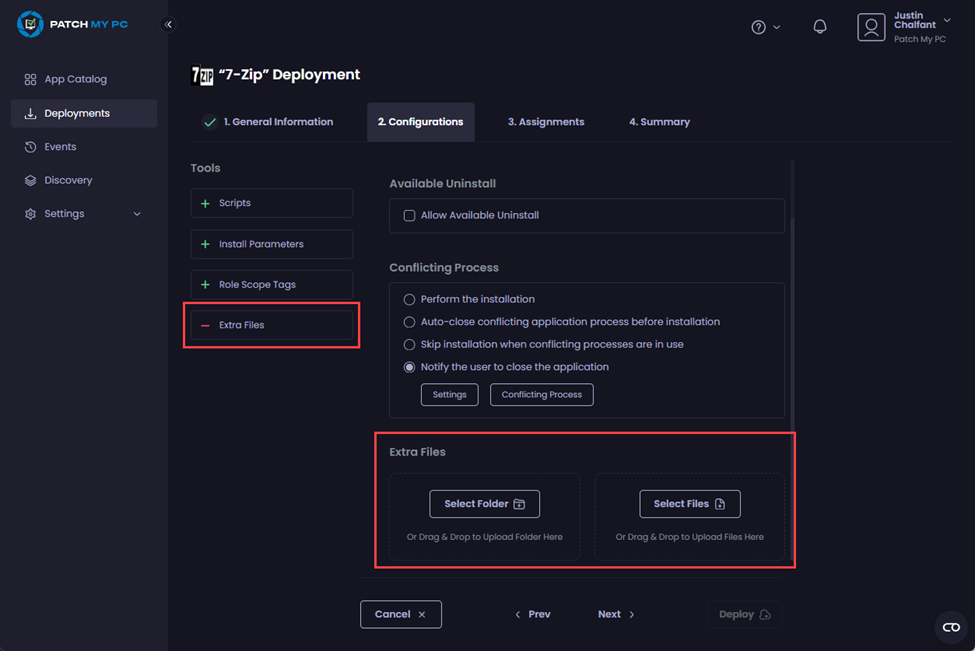 PATCH MY PC
Justin
Chalfant
Patch My PC
App Catalog
Deployments
Events
Discovery
Settings
7ZIP “7-Zip” Deployment
1. General Information
2. Configurations
3. Assignments
4. Summary
Tools
Scripts
Install Parameters
Role Scope Tags
Extra Files
Available Uninstall
Allow Available Uninstall
Conflicting Process
Perform the installation
Auto-close conflicting application process before installation
Skip installation when conflicting processes are in use
Notify the user to close the application
Settings
Conflicting Process
Extra Files
Select Folder
Or Drag & Drop to Upload Folder Here
Select Files
Or Drag & Drop to Upload Files Here
Cancel
Prev
Next
Deploy